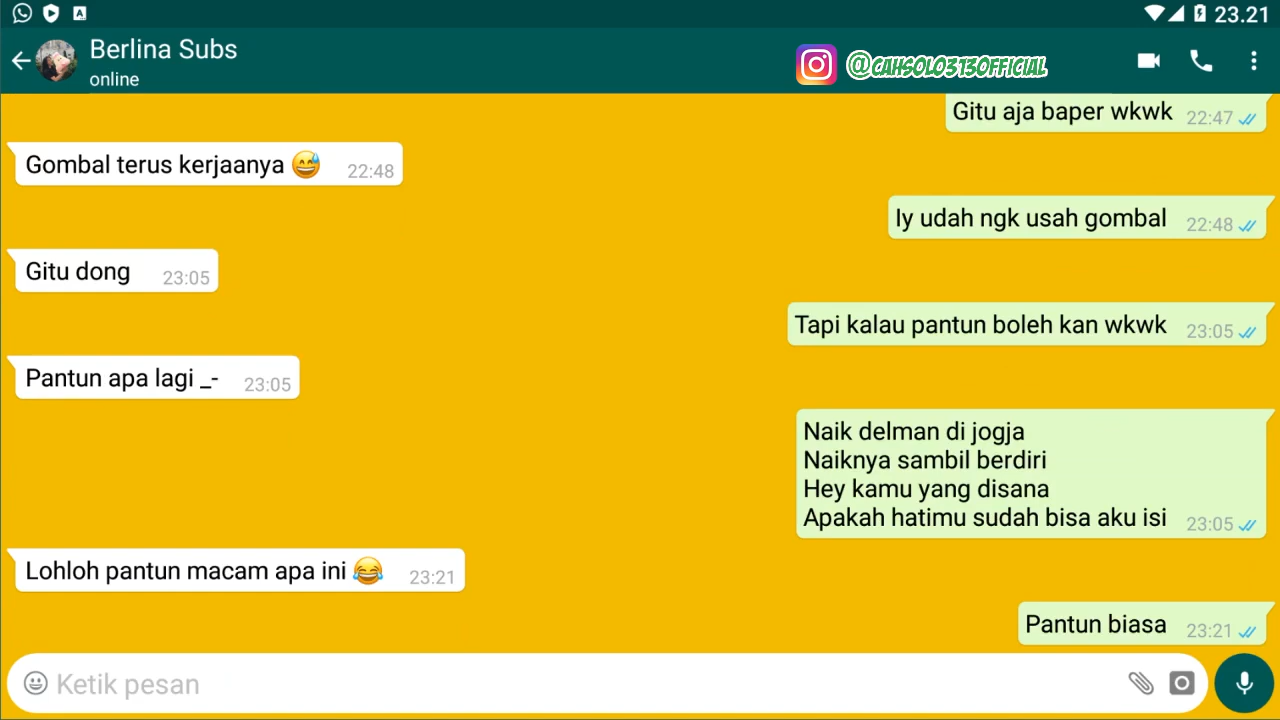 23.21
Berlina Subs
online
@CAHSOLO313OFFICIAL
Gitu aja baper wkwk 22:47
Gombal terus kerjaanya 😅 22:48
Iy udah ngk usah gombal 22:48
Gitu dong 23:05
Tapi kalau pantun boleh kan wkwk 23:05
Pantun apa lagi _- 23:05
Naik delman di jogja
Naiknya sambil berdiri
Hey kamu yang disana
Apakah hatimu sudah bisa aku isi 23:05
Lohloh pantun macam apa ini 😂 23:21
Pantun biasa 23:21
Ketik pesan